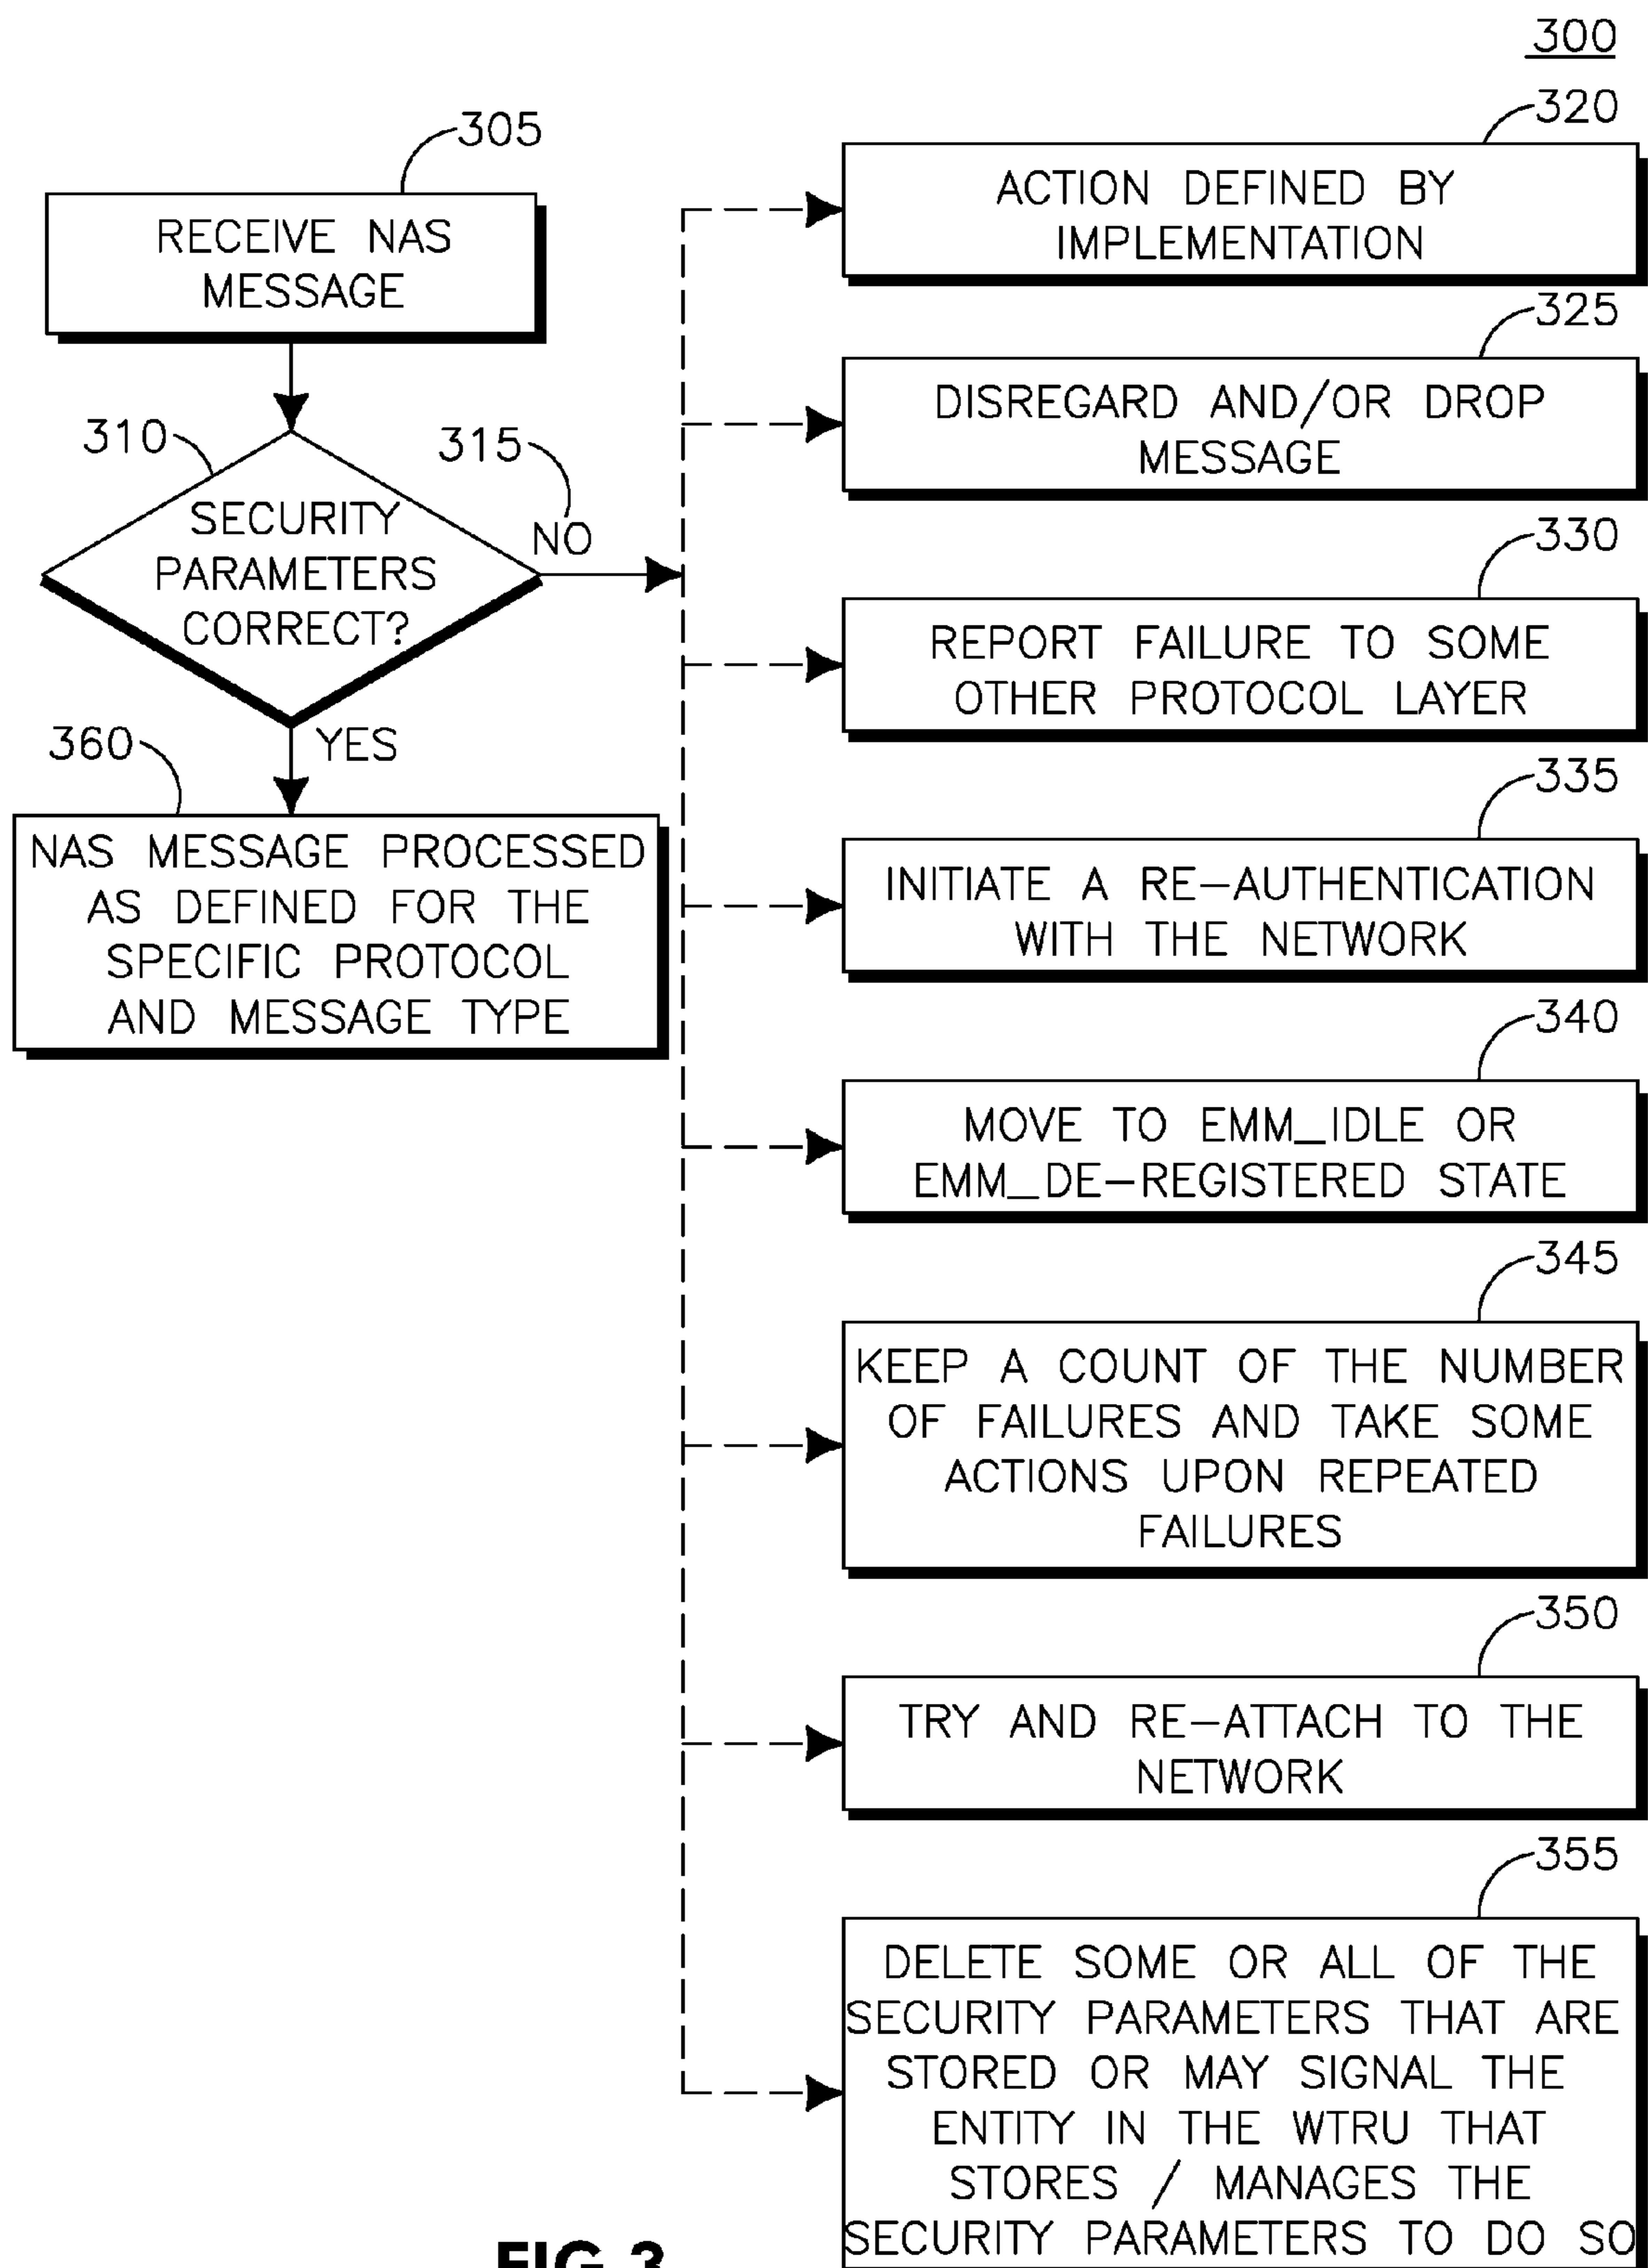 300
305
RECEIVE NAS
MESSAGE
310
SECURITY
PARAMETERS
CORRECT?
315
NO
YES
360
NAS MESSAGE PROCESSED
AS DEFINED FOR THE
SPECIFIC PROTOCOL
AND MESSAGE TYPE
320
ACTION DEFINED BY
IMPLEMENTATION
325
DISREGARD AND/OR DROP
MESSAGE
330
REPORT FAILURE TO SOME
OTHER PROTOCOL LAYER
335
INITIATE A RE-AUTHENTICATION
WITH THE NETWORK
340
MOVE TO EMM_IDLE OR
EMM_DE-REGISTERED STATE
345
KEEP A COUNT OF THE NUMBER
OF FAILURES AND TAKE SOME
ACTIONS UPON REPEATED
FAILURES
350
TRY AND RE-ATTACH TO THE
NETWORK
355
DELETE SOME OR ALL OF THE
SECURITY PARAMETERS THAT ARE
STORED OR MAY SIGNAL THE
ENTITY IN THE WTRU THAT
STORES / MANAGES THE
SECURITY PARAMETERS TO DO SO
FIG.3